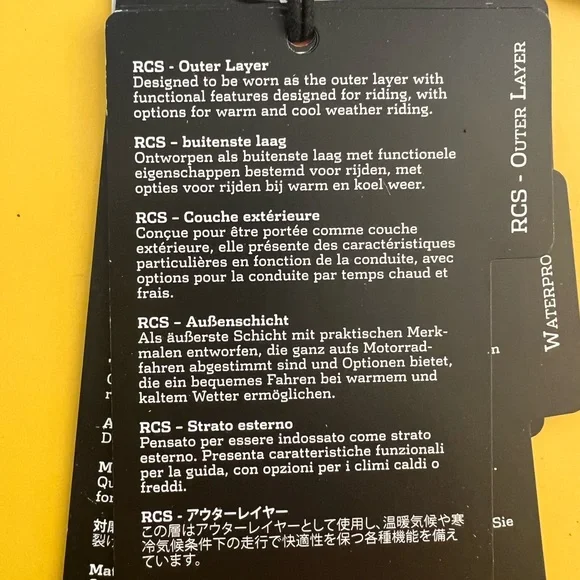 RCS - Outer Layer
Designed to be worn as the outer layer with
functional features designed for riding, with
options for warm and cool weather riding.
RCS – buitenste laag
Ontworpen als buitenste laag met functionele
eigenschappen bestemd voor rijden, met
opties voor rijden bij warm en koel weer.
RCS – Couche extérieure
Conçue pour être portée comme couche
extérieure, elle présente des caractéristiques
particulières en fonction de la conduite, avec
options pour la conduite par temps chaud et
frais.
RCS – Außenschicht
Als äußerste Schicht mit praktischen Merk-
malen entworfen, die ganz aufs Motorrad-
fahren abgestimmt sind und Optionen bietet,
die ein bequemes Fahren bei warmem und
kaltem Wetter ermöglichen.
RCS – Strato esterno
Pensato per essere indossato come strato
esterno. Presenta caratteristiche funzionali
per la guida, con opzioni per i climi caldi o
freddi.
RCS - アウターレイヤー
この層はアウターレイヤーとして使用し、温暖気候や寒
冷気候条件下の走行で快適性を保つ各種機能を備え
ています。
RCS - OUTER LAYER
WATERPRO
Sie